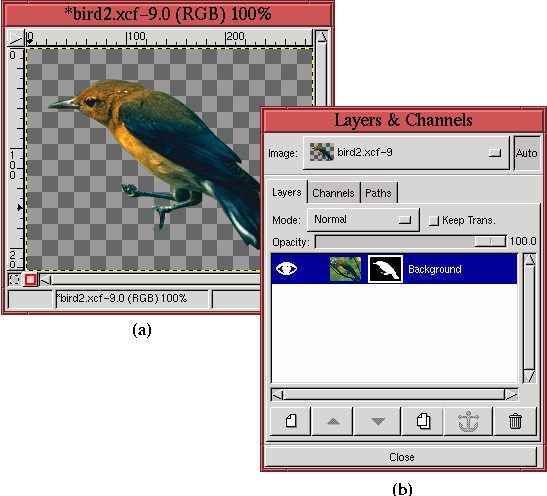 *bird2.xcf-9.0 (RGB) 100%
0 100 200
0
100
20
*bird2.xcf-9.0 (RGB) 100%
(a)
Layers & Channels
Image: bird2.xcf-9 Auto
Layers Channels Paths
Mode: Normal Keep Trans.
Opacity: 100.0
Background
Close
(b)